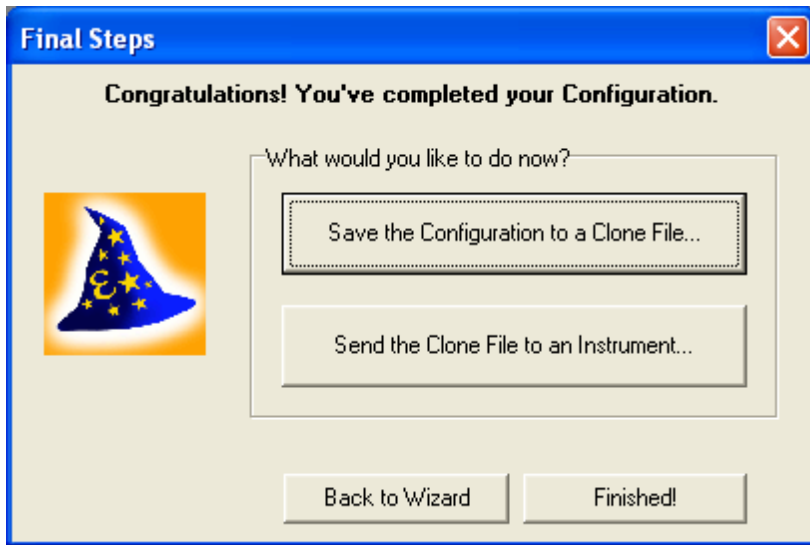 Final Steps
Congratulations! You've completed your Configuration.
What would you like to do now?
Save the Configuration to a Clone File...
Send the Clone File to an Instrument...
Back to Wizard
Finished!